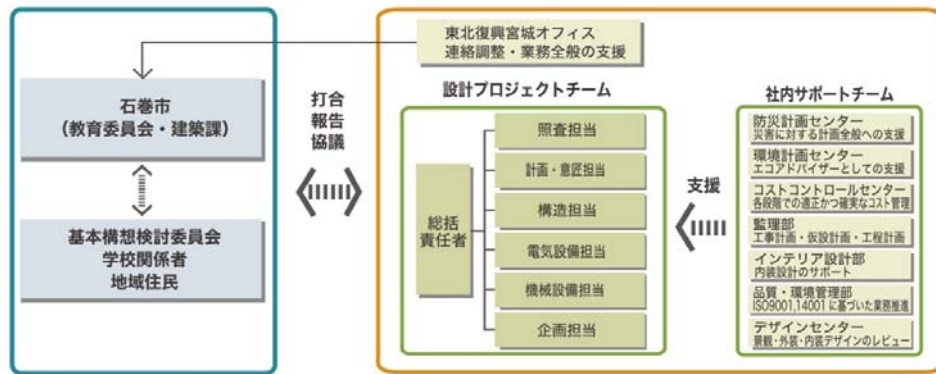 東北復興宮城オフィス
連絡調整・業務全般の支援
石巻市
（教育委員会・建築課）
基本構想検討委員会
学校関係者
地域住民
打合
報告
協議
設計プロジェクトチーム
総括
責任者
照査担当
計画・意匠担当
構造担当
電気設備担当
機械設備担当
企画担当
支援
社内サポートチーム
防災計画センター
災害に対する計画全般への支援
環境計画センター
エコアドバイザーとしての支援
コストコントロールセンター
各段階での適正かつ確実なコスト管理
監理部
工事計画・仮設計画・工程計画
インテリア設計部
内装設計のサポート
品質・環境管理部
ISO9001,14001に基づいた業務推進
デザインセンター
景観・外装・内装デザインのレビュー